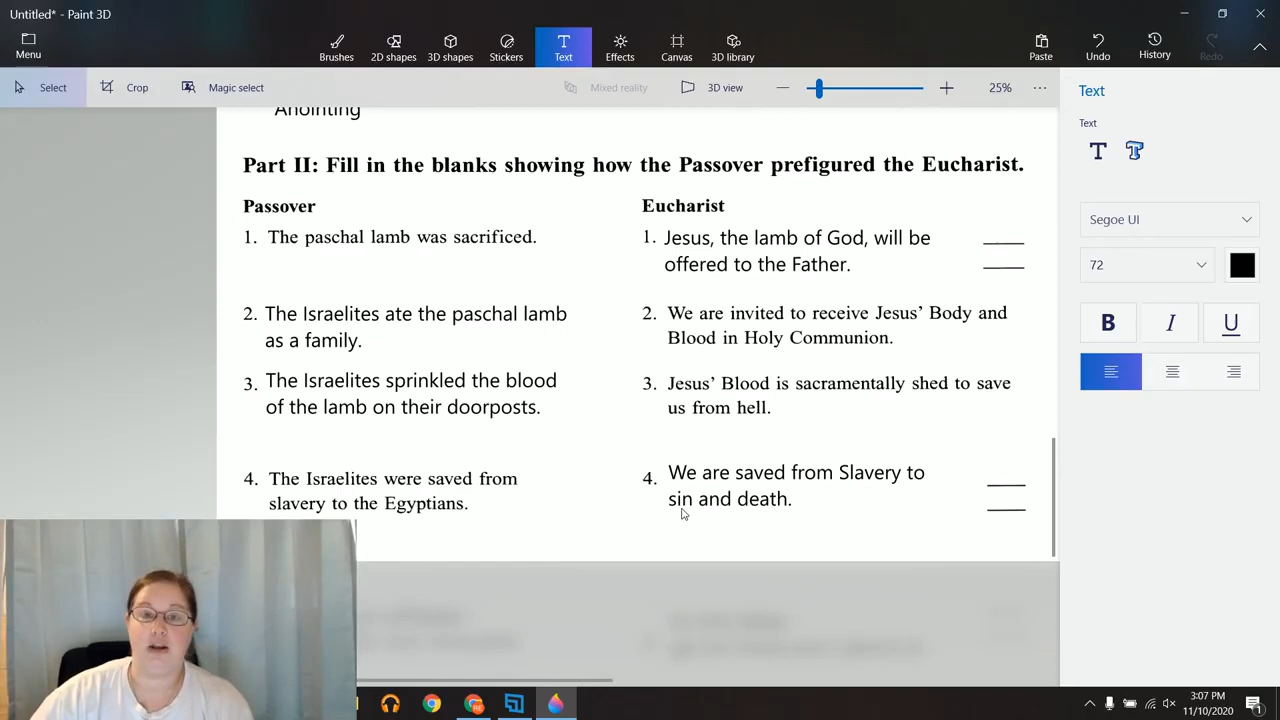 Untitled* - Paint 3D
Menu
Brushes
2D shapes
3D shapes
Stickers
Text
Effects
Canvas
3D library
Paste
Undo
History
Redo
Select
Crop
Magic select
Mixed reality
3D view
25%
Text
Text
Segoe UI
72
B I U
Anointing
Part II: Fill in the blanks showing how the Passover prefigured the Eucharist.
Passover
1. The paschal lamb was sacrificed.
2. The Israelites ate the paschal lamb
as a family.
3. The Israelites sprinkled the blood
of the lamb on their doorposts.
4. The Israelites were saved from
slavery to the Egyptians.
Eucharist
1. Jesus, the lamb of God, will be
offered to the Father.
2. We are invited to receive Jesus' Body and
Blood in Holy Communion.
3. Jesus' Blood is sacramentally shed to save
us from hell.
4. We are saved from Slavery to
sin and death.
3:07 PM
11/10/2020